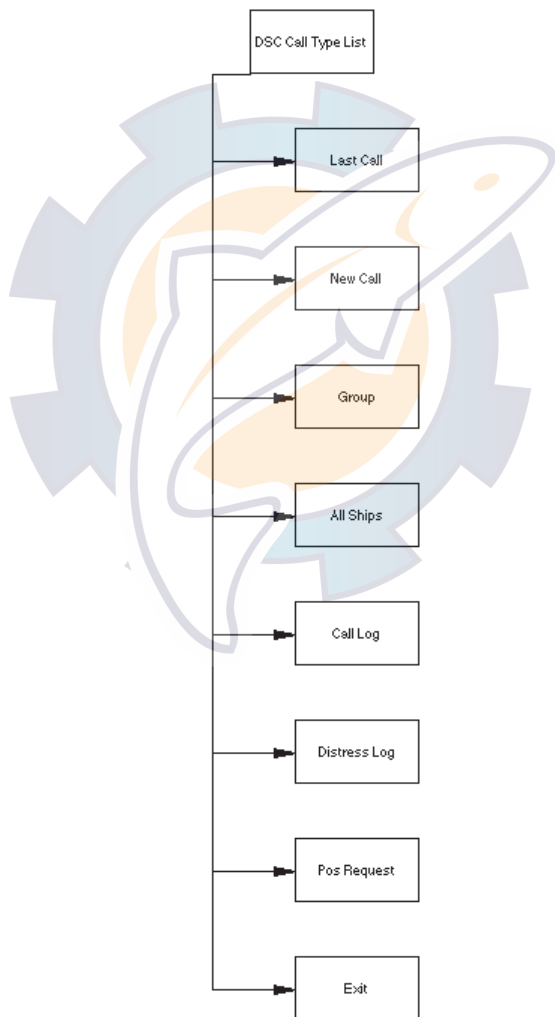 DSC Call Type List
Last Call
New Call
Group
All Ships
Call Log
Distress Log
Pos Request
Exit